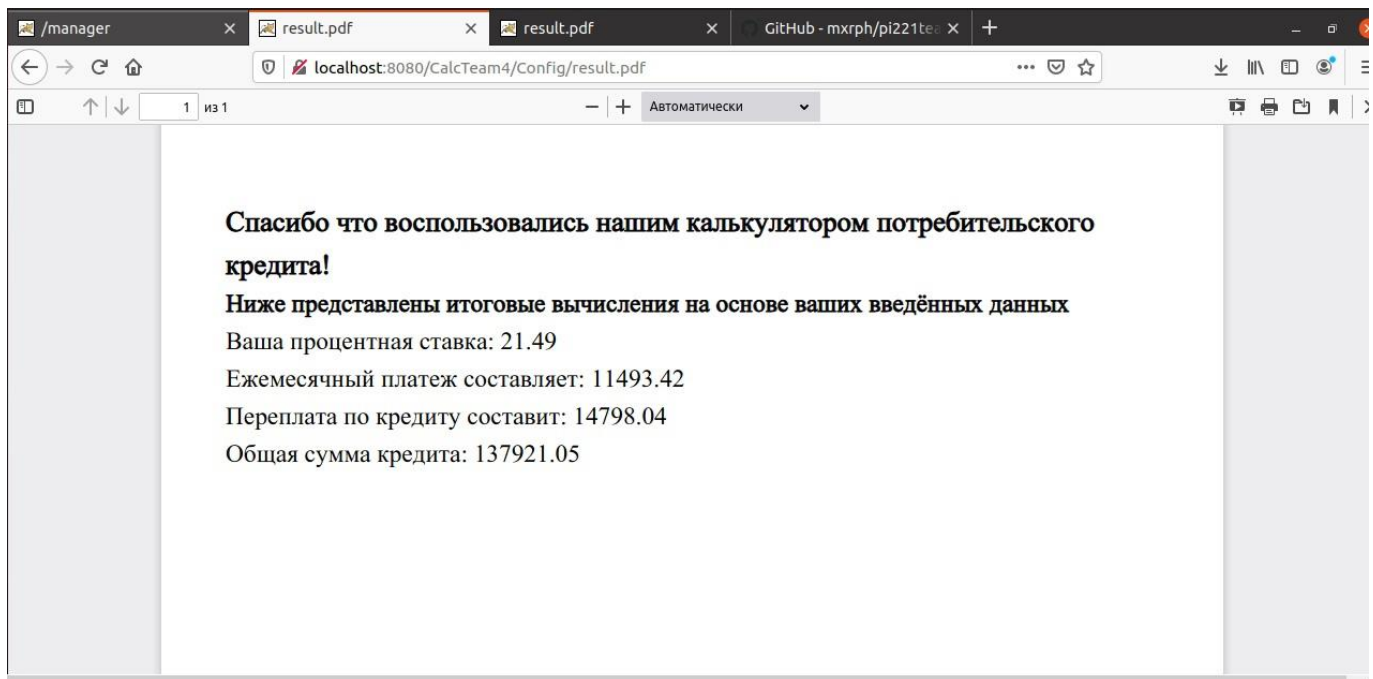 /manager
result.pdf
result.pdf
GitHub - mxrph/pi221tea
localhost:8080/CalcTeam4/Config/result.pdf
1 из 1
Автоматически
Спасибо что воспользовались нашим калькулятором потребительского
кредита!
Ниже представлены итоговые вычисления на основе ваших введённых данных
Ваша процентная ставка: 21.49
Ежемесячный платеж составляет: 11493.42
Переплата по кредиту составит: 14798.04
Общая сумма кредита: 137921.05